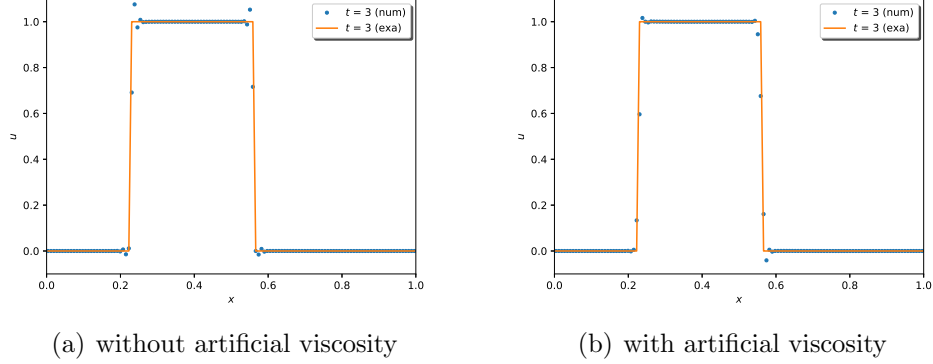 1.0
0.8
0.6
0.4
0.2
0.0
u
0.0 0.2 0.4 0.6 0.8 1.0
x
t = 3 (num)
t = 3 (exa)
(a) without artificial viscosity
1.0
0.8
0.6
0.4
0.2
0.0
u
0.0 0.2 0.4 0.6 0.8 1.0
x
t = 3 (num)
t = 3 (exa)
(b) with artificial viscosity